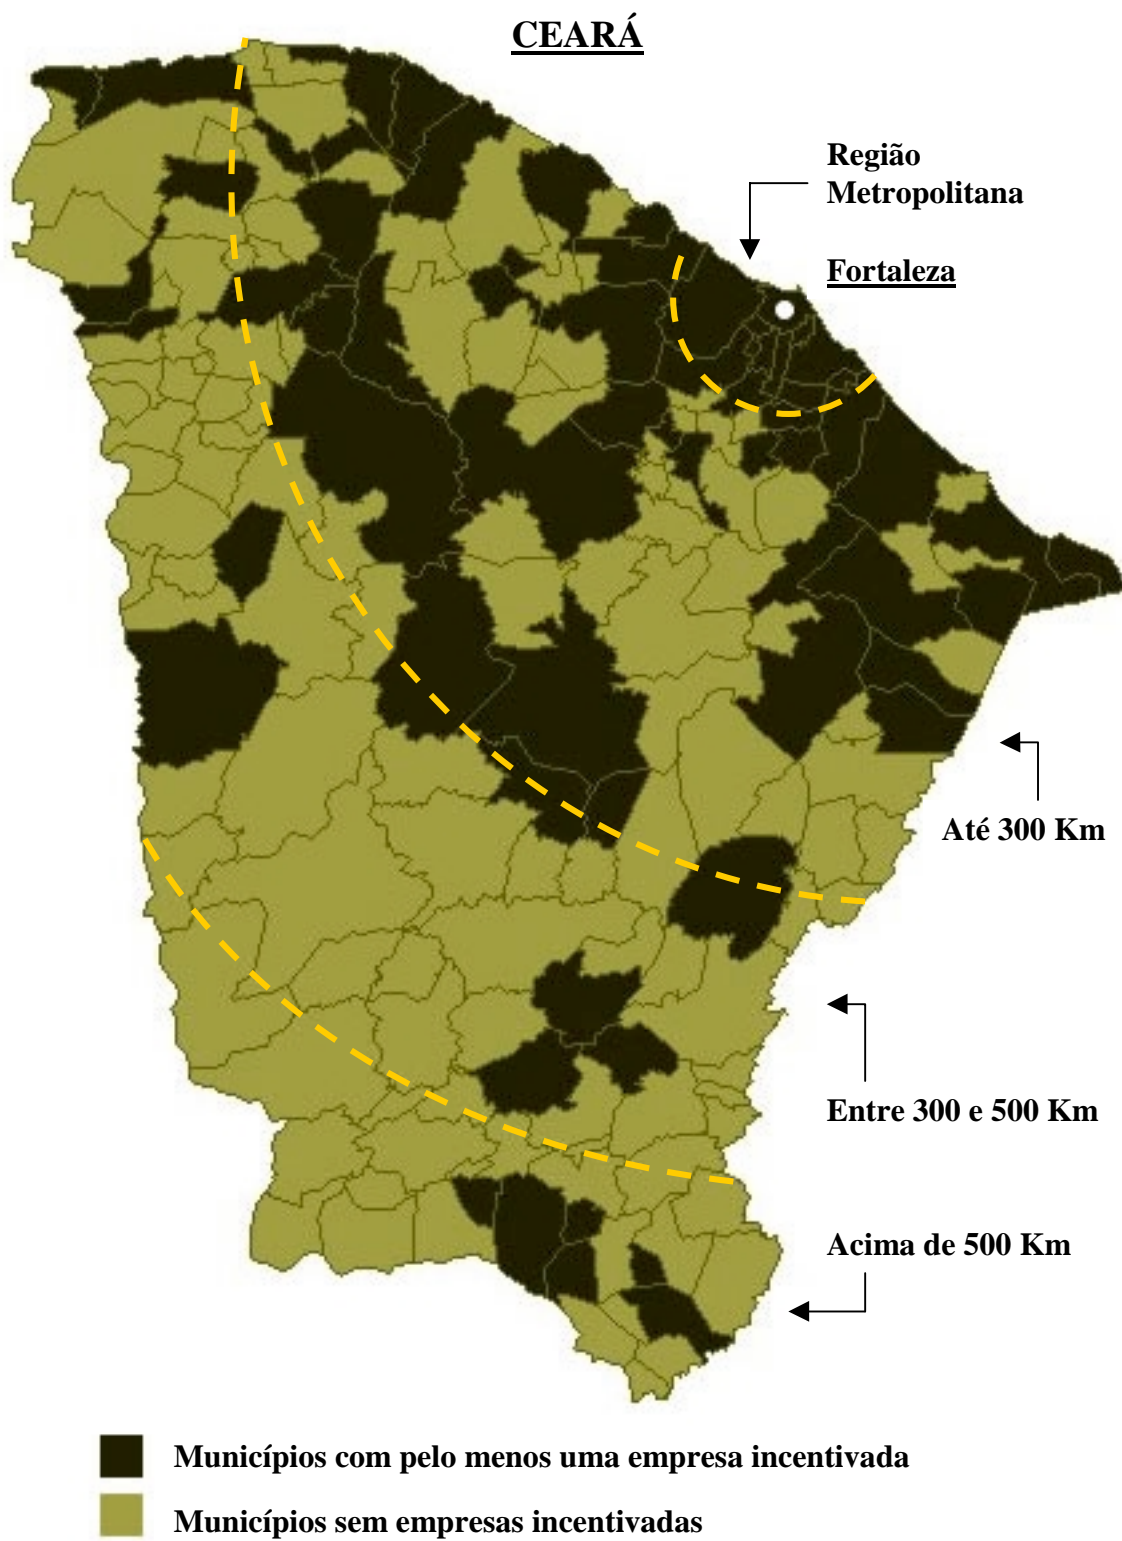 CEARÁ
Região
Metropolitana
Fortaleza
Até 300 Km
Entre 300 e 500 Km
Acima de 500 Km
Municípios com pelo menos uma empresa incentivada
Municípios sem empresas incentivadas